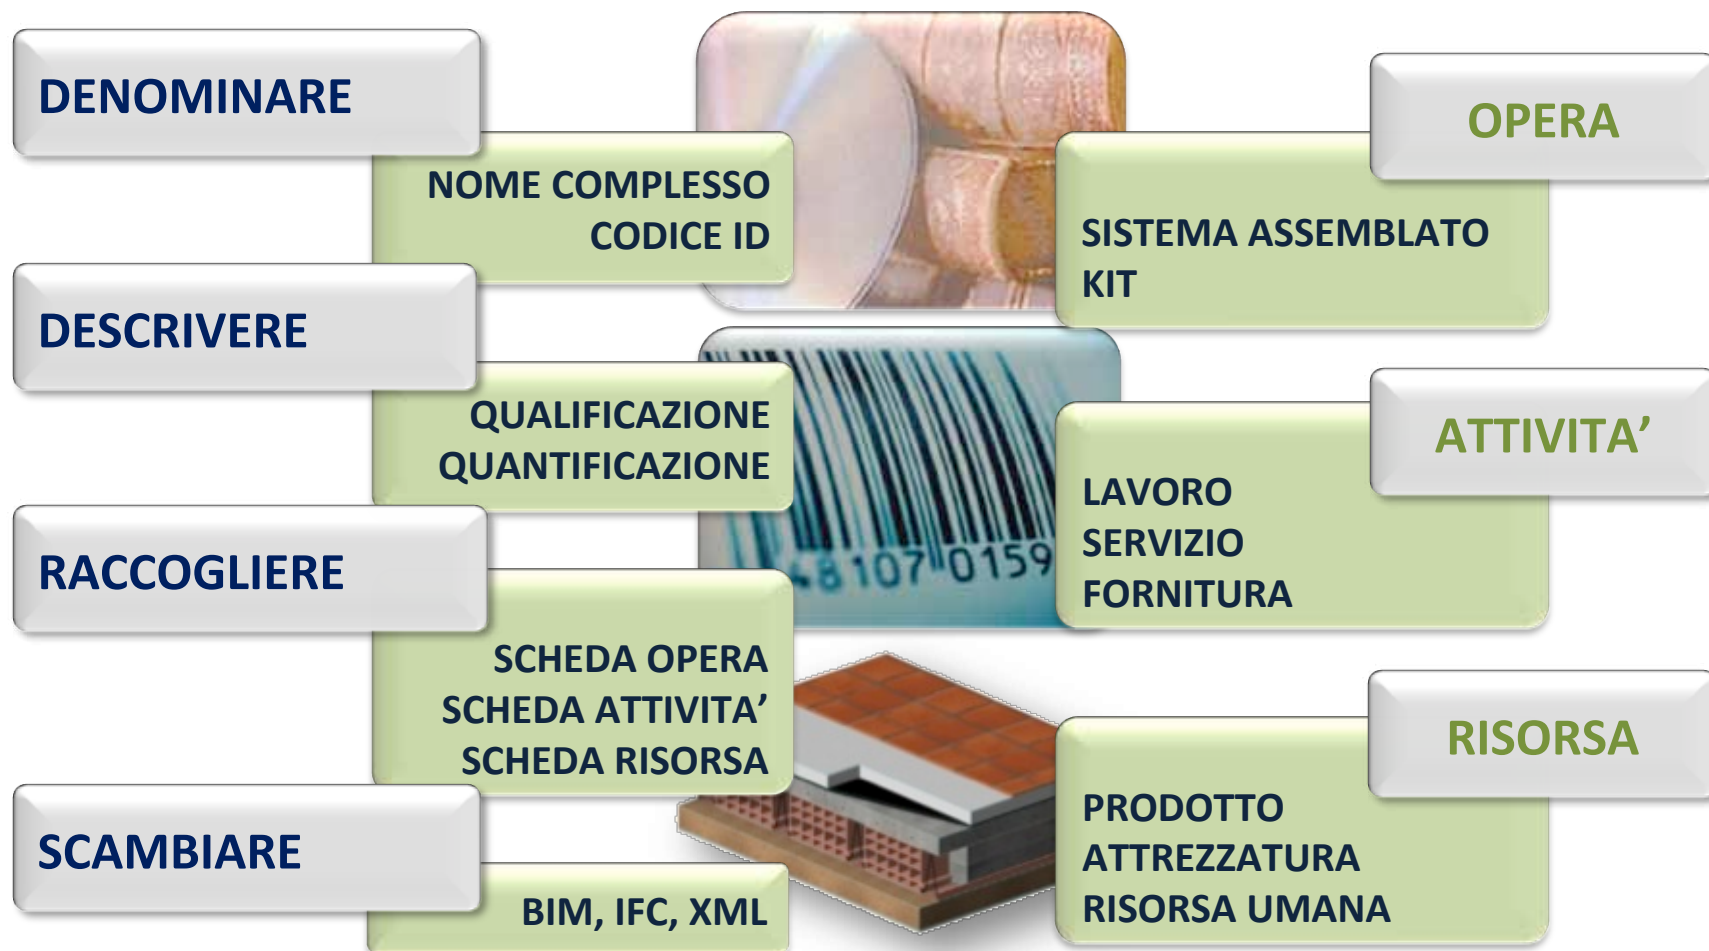 DENOMINARE
NOME COMPLESSO
CODICE ID
DESCRIVERE
QUALIFICAZIONE
QUANTIFICAZIONE
RACCOGLIERE
SCHEDA OPERA
SCHEDA ATTIVITA’
SCHEDA RISORSA
SCAMBIARE
BIM, IFC, XML
48107 0159
OPERA
SISTEMA ASSEMBLATO
KIT
ATTIVITA’
LAVORO
SERVIZIO
FORNITURA
RISORSA
PRODOTTO
ATTREZZATURA
RISORSA UMANA